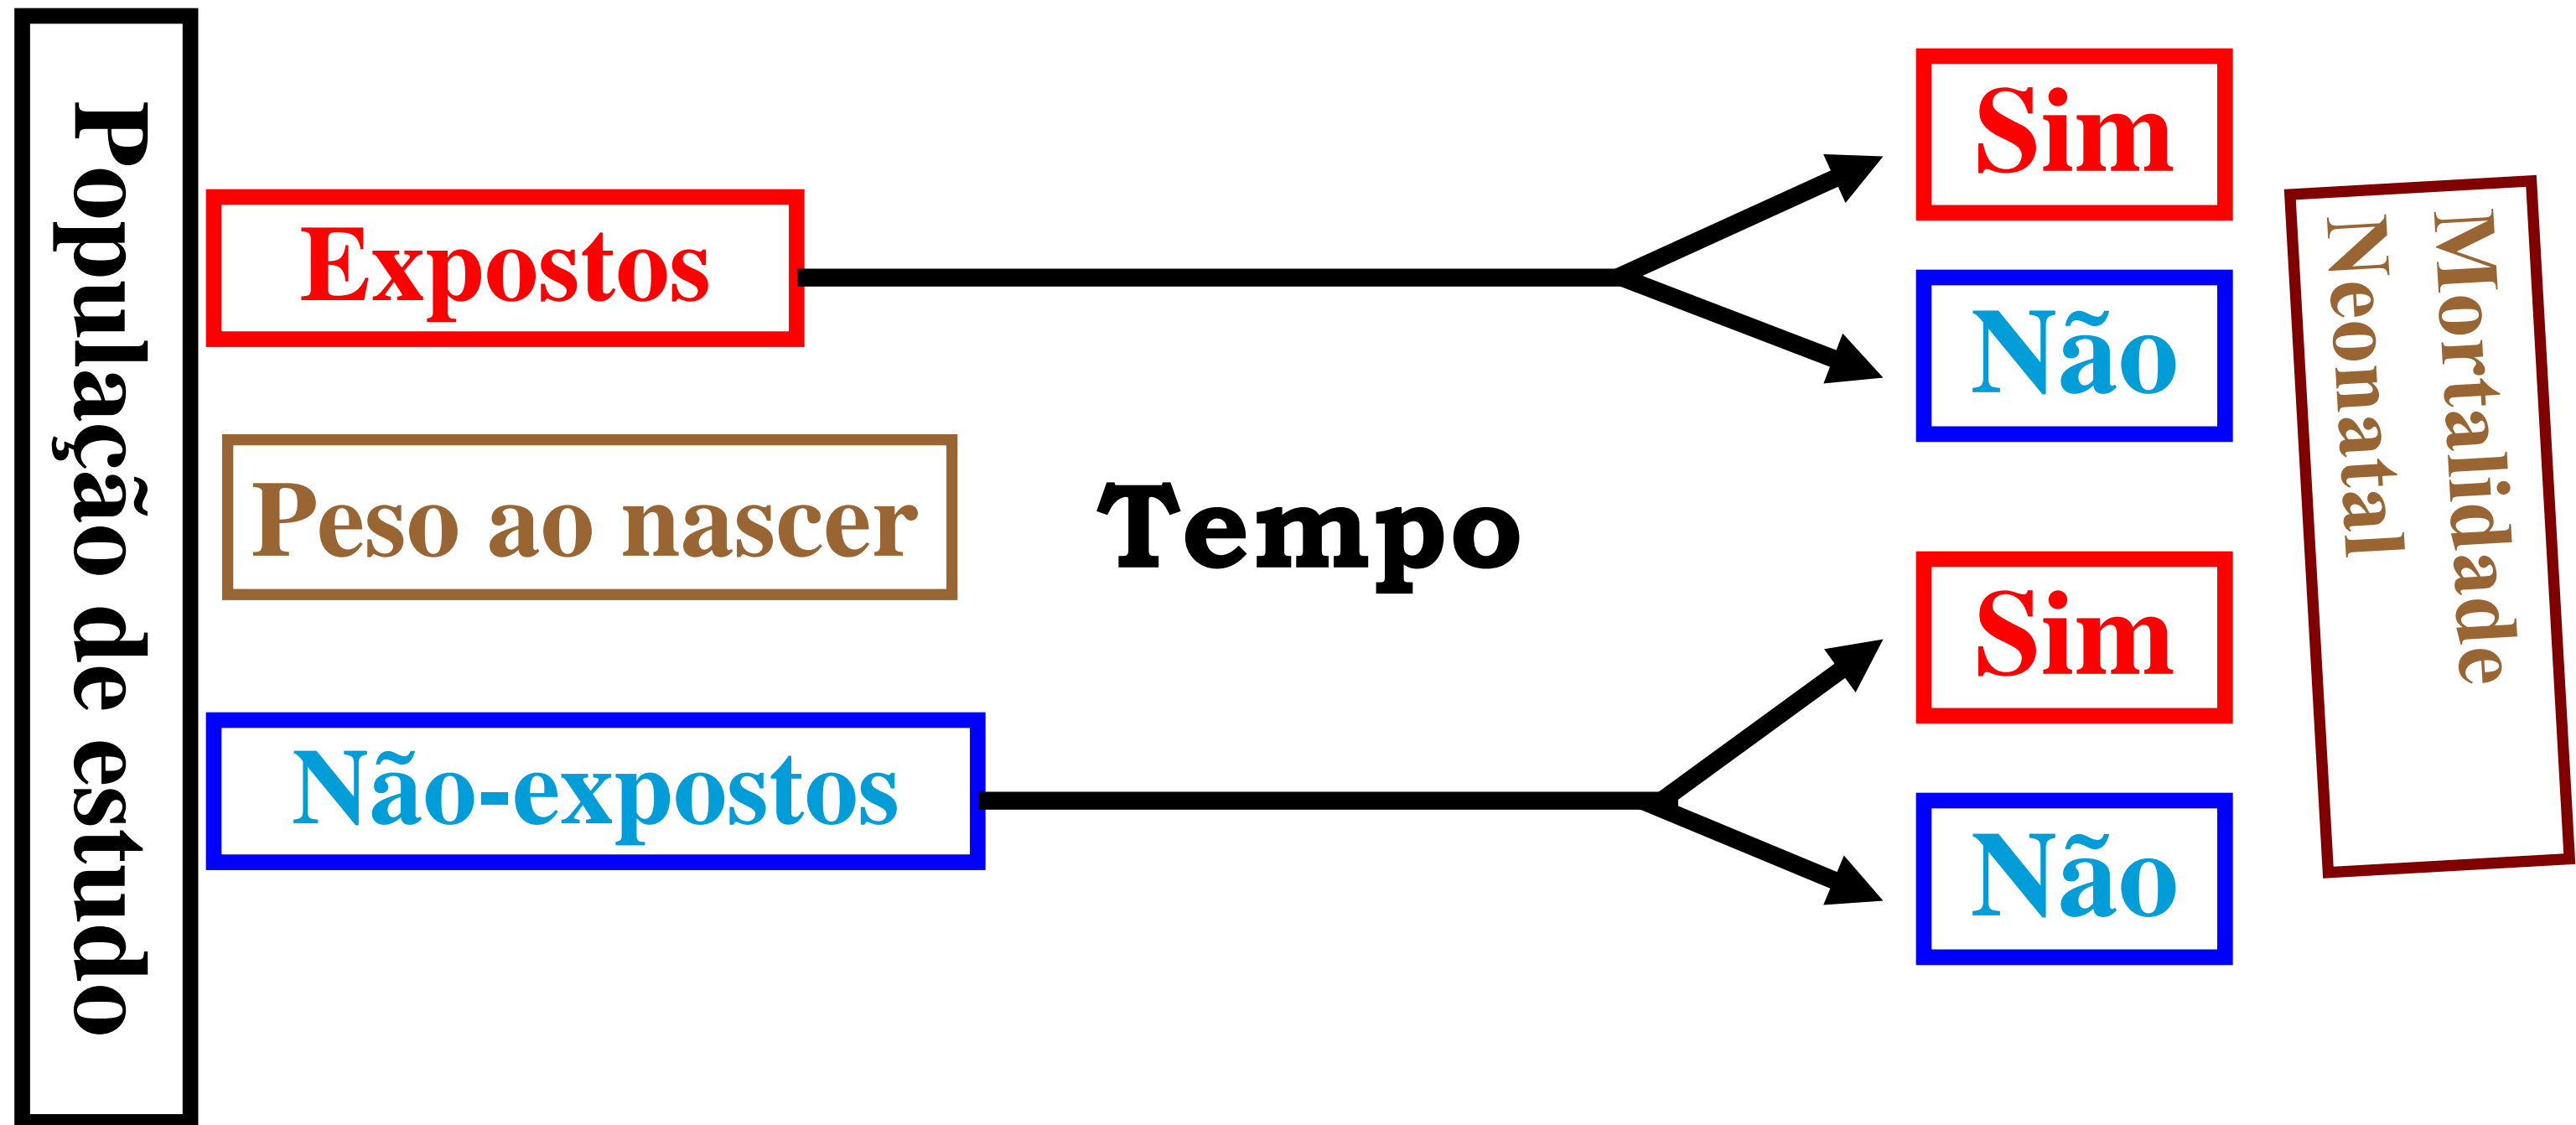 População de estudo
Expostos
Peso ao nascer
Não-expostos
Tempo
Sim
Não
Sim
Não
Mortalidade
Neonatal